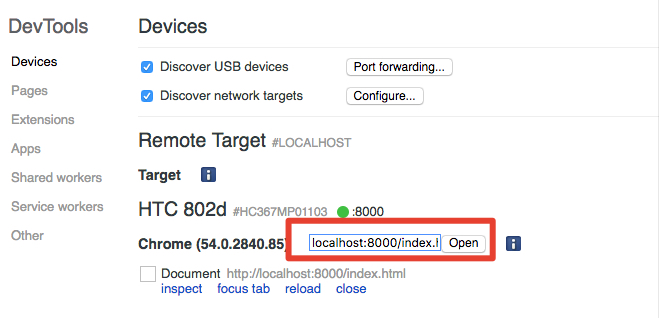 DevTools
Devices
Pages
Extensions
Apps
Shared workers
Service workers
Other
Devices
Discover USB devices Port forwarding...
Discover network targets Configure...
Remote Target #LOCALHOST
Target
HTC 802d #HC367MP01103 :8000
Chrome (54.0.2840.85) localhost:8000/index.h Open
Document http://localhost:8000/index.html
inspect focus tab reload close